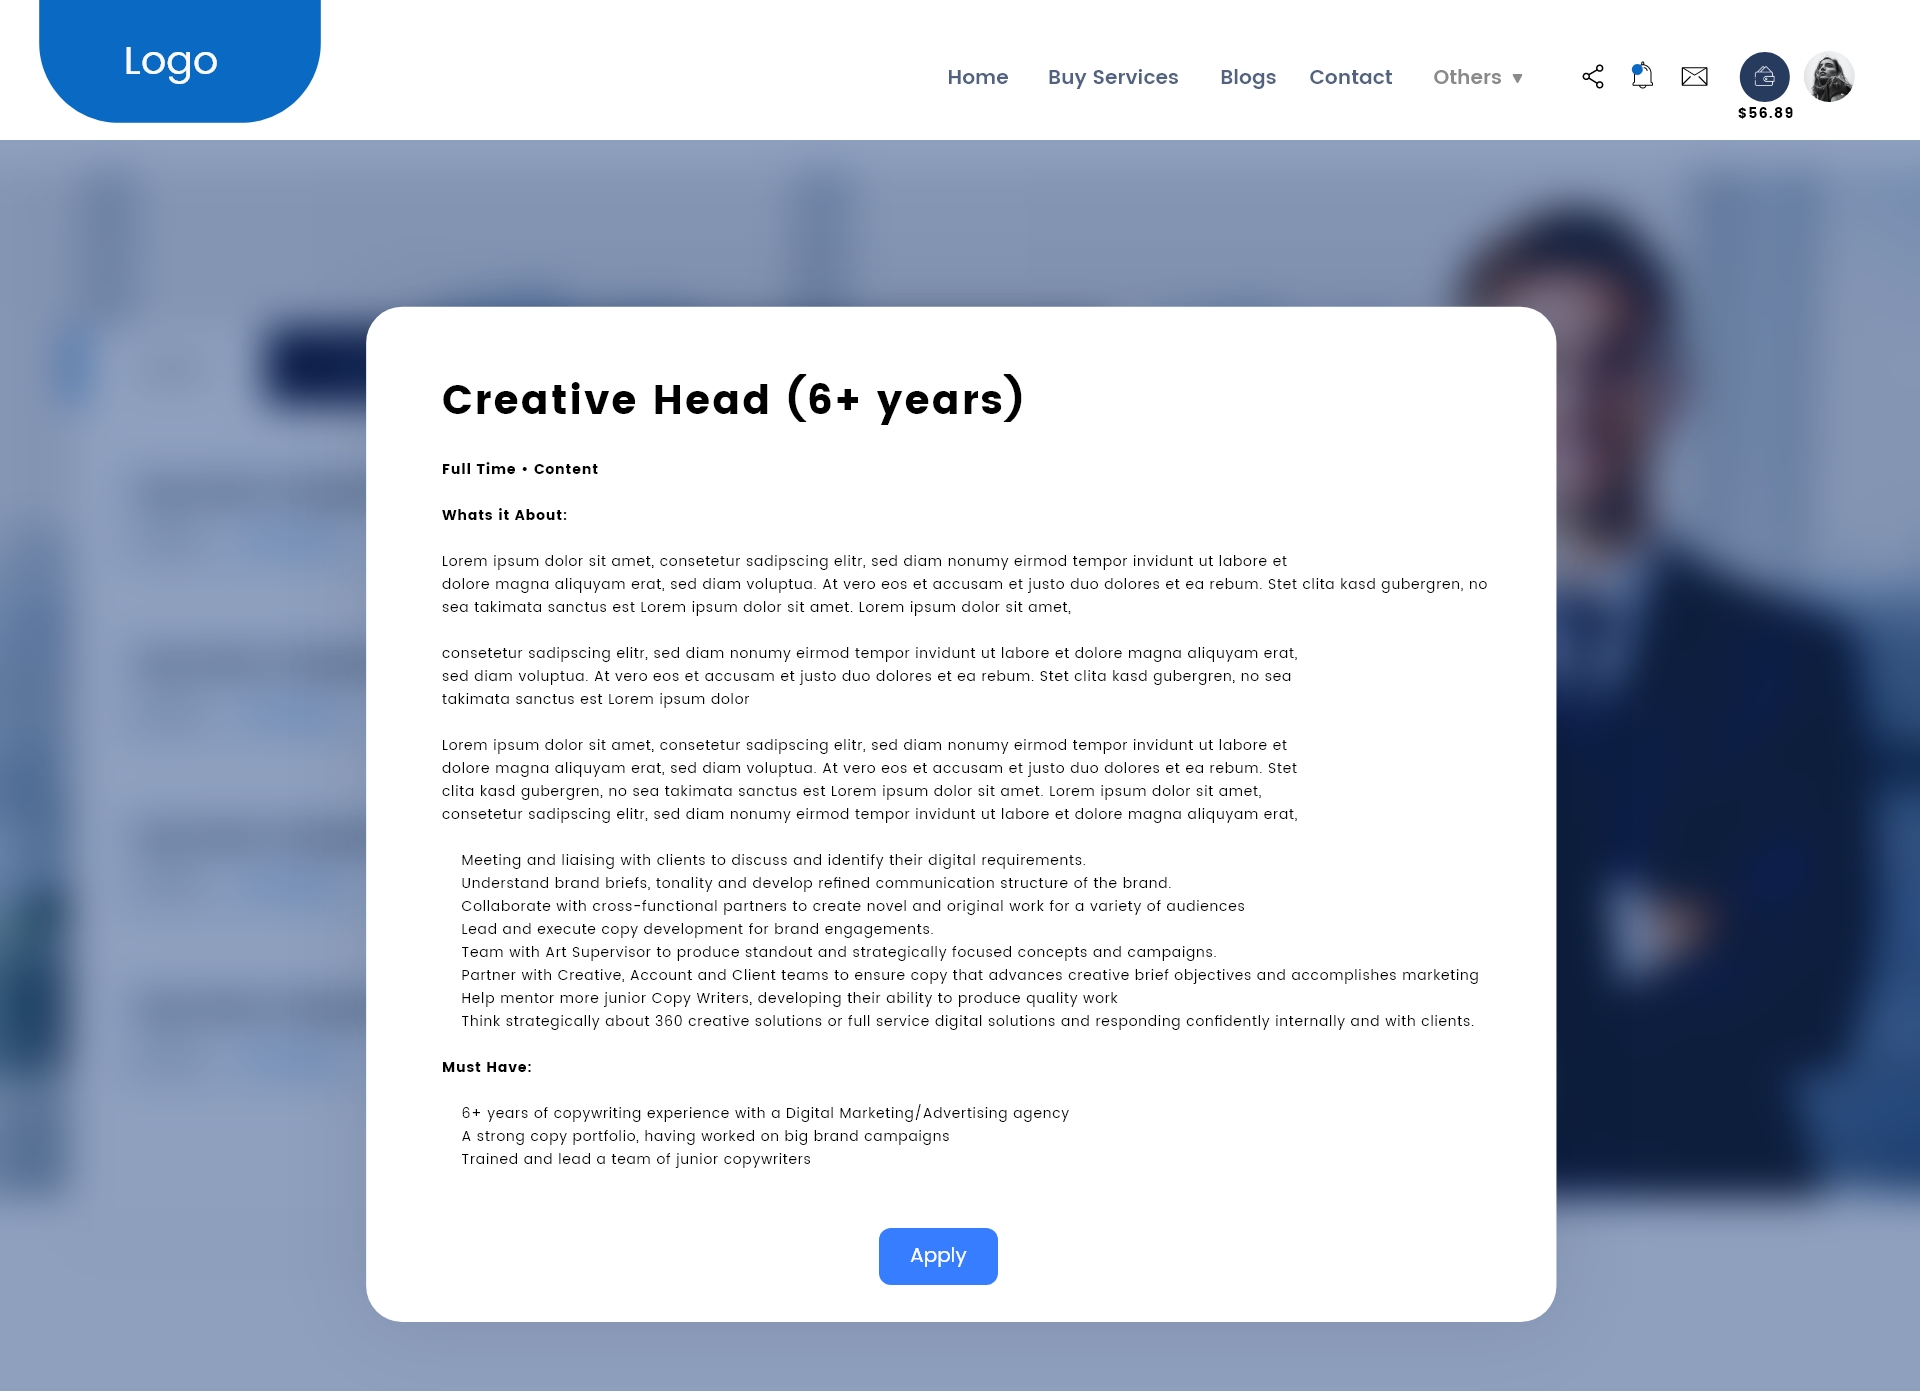 Logo
Home Buy Services Blogs Contact Others ▼
$56.89
Creative Head (6+ years)
Full Time • Content
Whats it About:
Lorem ipsum dolor sit amet, consetetur sadipscing elitr, sed diam nonumy eirmod tempor invidunt ut labore et
dolore magna aliquyam erat, sed diam voluptua. At vero eos et accusam et justo duo dolores et ea rebum. Stet clita kasd gubergren, no
sea takimata sanctus est Lorem ipsum dolor sit amet. Lorem ipsum dolor sit amet,
consetetur sadipscing elitr, sed diam nonumy eirmod tempor invidunt ut labore et dolore magna aliquyam erat,
sed diam voluptua. At vero eos et accusam et justo duo dolores et ea rebum. Stet clita kasd gubergren, no sea
takimata sanctus est Lorem ipsum dolor
Lorem ipsum dolor sit amet, consetetur sadipscing elitr, sed diam nonumy eirmod tempor invidunt ut labore et
dolore magna aliquyam erat, sed diam voluptua. At vero eos et accusam et justo duo dolores et ea rebum. Stet
clita kasd gubergren, no sea takimata sanctus est Lorem ipsum dolor sit amet. Lorem ipsum dolor sit amet,
consetetur sadipscing elitr, sed diam nonumy eirmod tempor invidunt ut labore et dolore magna aliquyam erat,
Meeting and liaising with clients to discuss and identify their digital requirements.
Understand brand briefs, tonality and develop refined communication structure of the brand.
Collaborate with cross-functional partners to create novel and original work for a variety of audiences
Lead and execute copy development for brand engagements.
Team with Art Supervisor to produce standout and strategically focused concepts and campaigns.
Partner with Creative, Account and Client teams to ensure copy that advances creative brief objectives and accomplishes marketing
Help mentor more junior Copy Writers, developing their ability to produce quality work
Think strategically about 360 creative solutions or full service digital solutions and responding confidently internally and with clients.
Must Have:
6+ years of copywriting experience with a Digital Marketing/Advertising agency
A strong copy portfolio, having worked on big brand campaigns
Trained and lead a team of junior copywriters
Apply